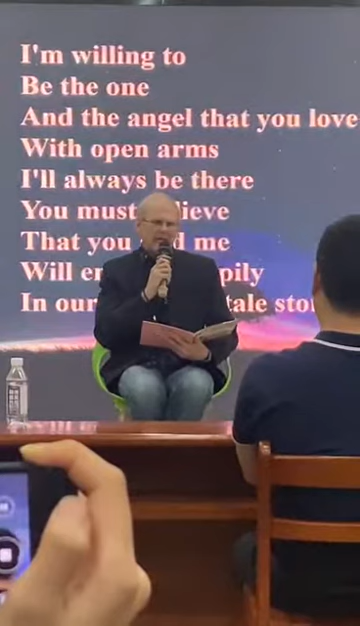 I'm willing to
Be the one
And the angel that you love
With open arms
I'll always be there
You must
That you
me
Will
In our